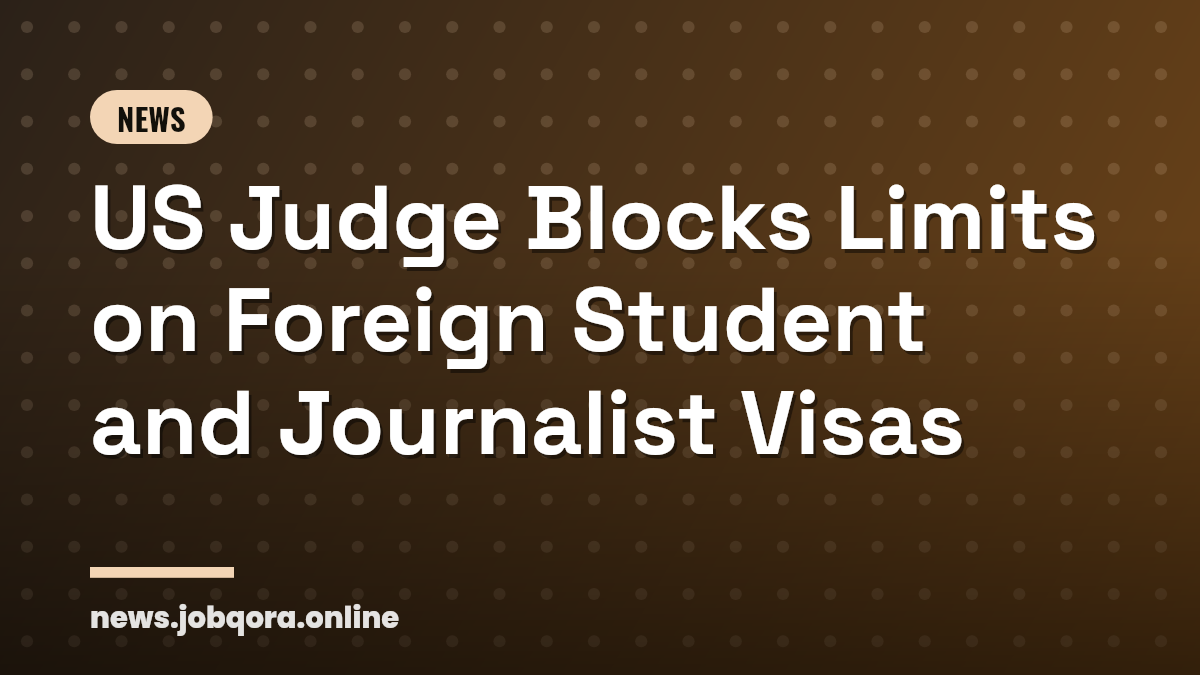 NEWS
US Judge Blocks Limits
on Foreign Student
and Journalist Visas
news.jobqora.online